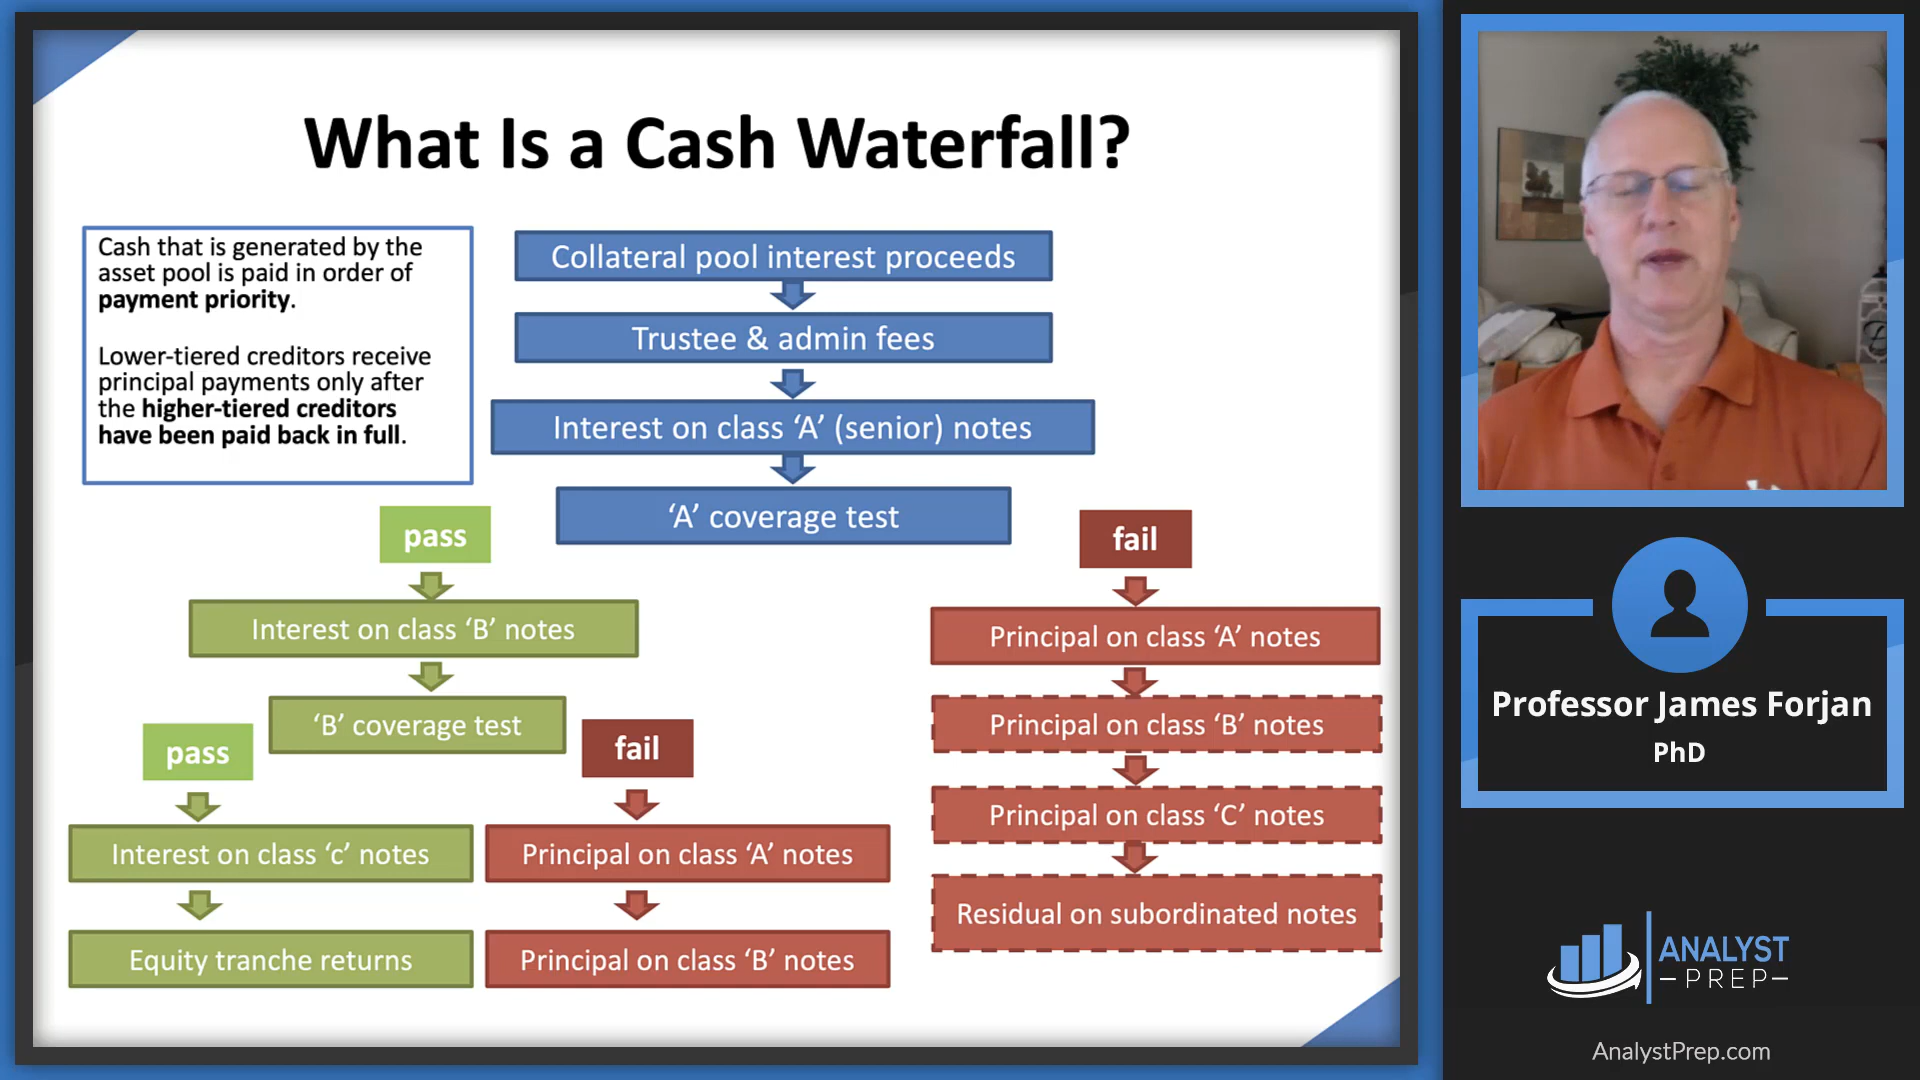 What Is a Cash Waterfall?
Cash that is generated by the
asset pool is paid in order of
payment priority.
Lower-tiered creditors receive
principal payments only after
the higher-tiered creditors
have been paid back in full.
Collateral pool interest proceeds
Trustee & admin fees
Interest on class ‘A’ (senior) notes
‘A’ coverage test
pass
fail
Interest on class ‘B’ notes
‘B’ coverage test
pass
fail
Interest on class ‘c’ notes
Equity tranche returns
Principal on class ‘A’ notes
Principal on class ‘B’ notes
Principal on class ‘A’ notes
Principal on class ‘B’ notes
Principal on class ‘C’ notes
Residual on subordinated notes
Professor James Forjan
PhD
ANALYST
PREP
AnalystPrep.com